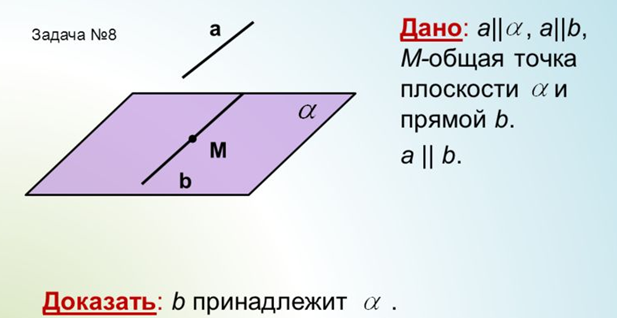 Задача №8
a
α
M
b
Дано: a||α, a||b,
M-общая точка
плоскости α и
прямой b.
a || b.
Доказать: b принадлежит α .